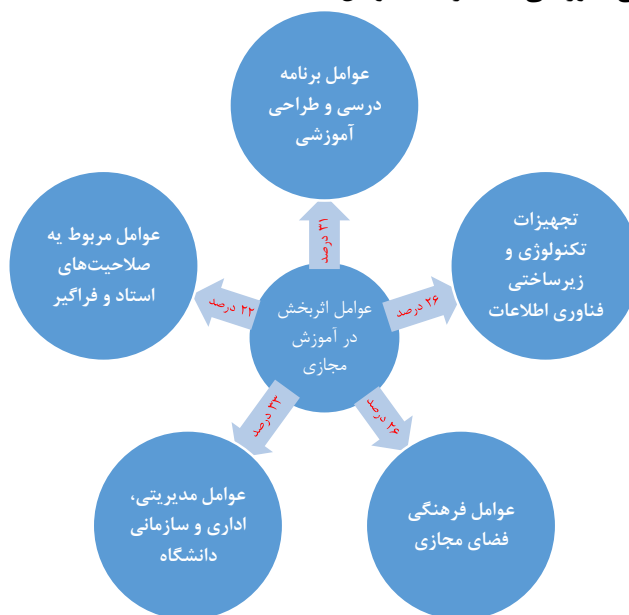 عوامل برنامه
درسی و طراحی
آموزشی
۳۱ درصد
تجهیزات
تکنولوژی و
زیرساختی
فناوری اطلاعات
۲۶ درصد
عوامل مربوط یه
صلاحیت‌های
استاد و فراگیر
۲۲ درصد
عوامل اثربخش
در آموزش
مجازی
۲۶ درصد
عوامل فرهنگی
فضای مجازی
۳۳ درصد
عوامل مدیریتی،
اداری و سازمانی
دانشگاه